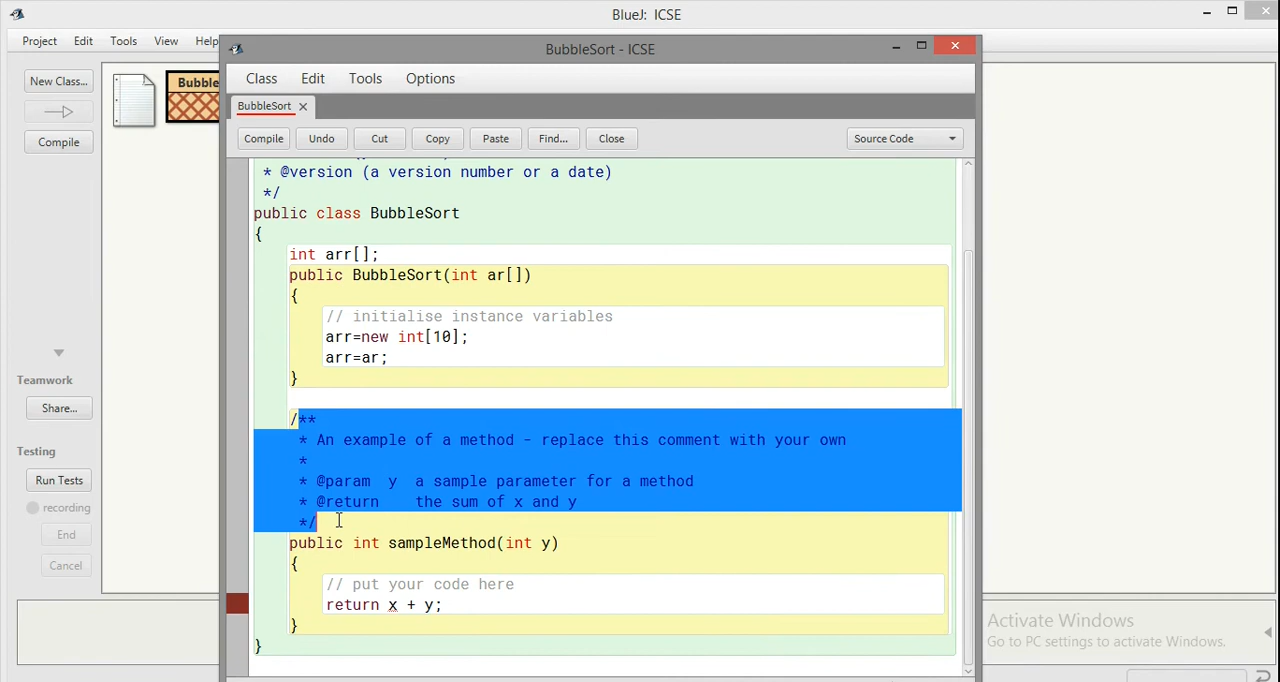 BlueJ: ICSE
Project Edit Tools View Help
New Class...
Compile
Teamwork
Share...
Testing
Run Tests
recording
End
Cancel
Bubble
BubbleSort - ICSE
Class Edit Tools Options
BubbleSort
Compile Undo Cut Copy Paste Find... Close Source Code
* @version (a version number or a date)
*/
public class BubbleSort
{
int arr[];
public BubbleSort(int ar[])
{
// initialise instance variables
arr=new int[10];
arr=ar;
}
/**
* An example of a method - replace this comment with your own
*
* @param y a sample parameter for a method
* @return the sum of x and y
*/
public int sampleMethod(int y)
{
// put your code here
return x + y;
}
}
Activate Windows
Go to PC settings to activate Windows.